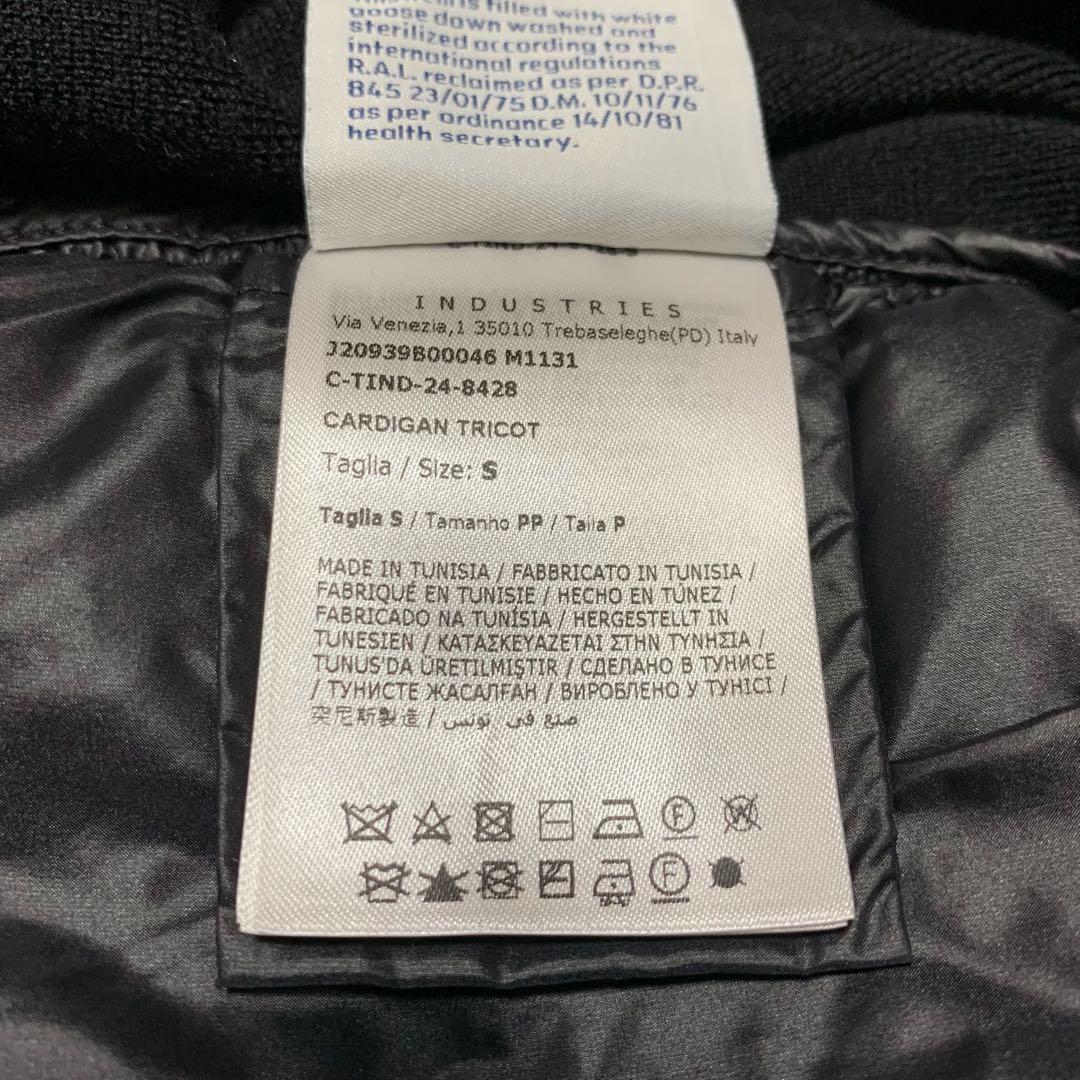 is filled with white
goose down washed and
sterilized according to the
international regulations
R.A.L. reclaimed as per D.P.R.
845 23/01/75 D.M. 10/11/76
as per ordinance 14/10/81
health secretary.
INDUSTRIES
Via Venezia,1 35010 Trebaseleghe(PD) Italy
J20939B00046 M1131
C-TIND-24-8428
CARDIGAN TRICOT
Taglia / Size: S
Taglia S / Tamanho PP / Talla P
MADE IN TUNISIA / FABBRICATO IN TUNISIA /
FABRIQUÉ EN TUNISIE / HECHO EN TÚNEZ /
FABRICADO NA TUNÍSIA / HERGESTELLT IN
TUNESIEN / ΚΑΤΑΣΚΕΥΑΖΕΤΑΙ ΣΤΗΝ ΤΥΝΗΣΙΑ /
TUNUS'DA ÜRETILMIŞTIR / СДЕЛАНО В ТУНИСЕ
/ ТУНИСТЕ ЖАСАЛҒАН / ВИРОБЛЕНО У ТУНІСІ /
突尼斯製造 / صنع في تونس
F W
F